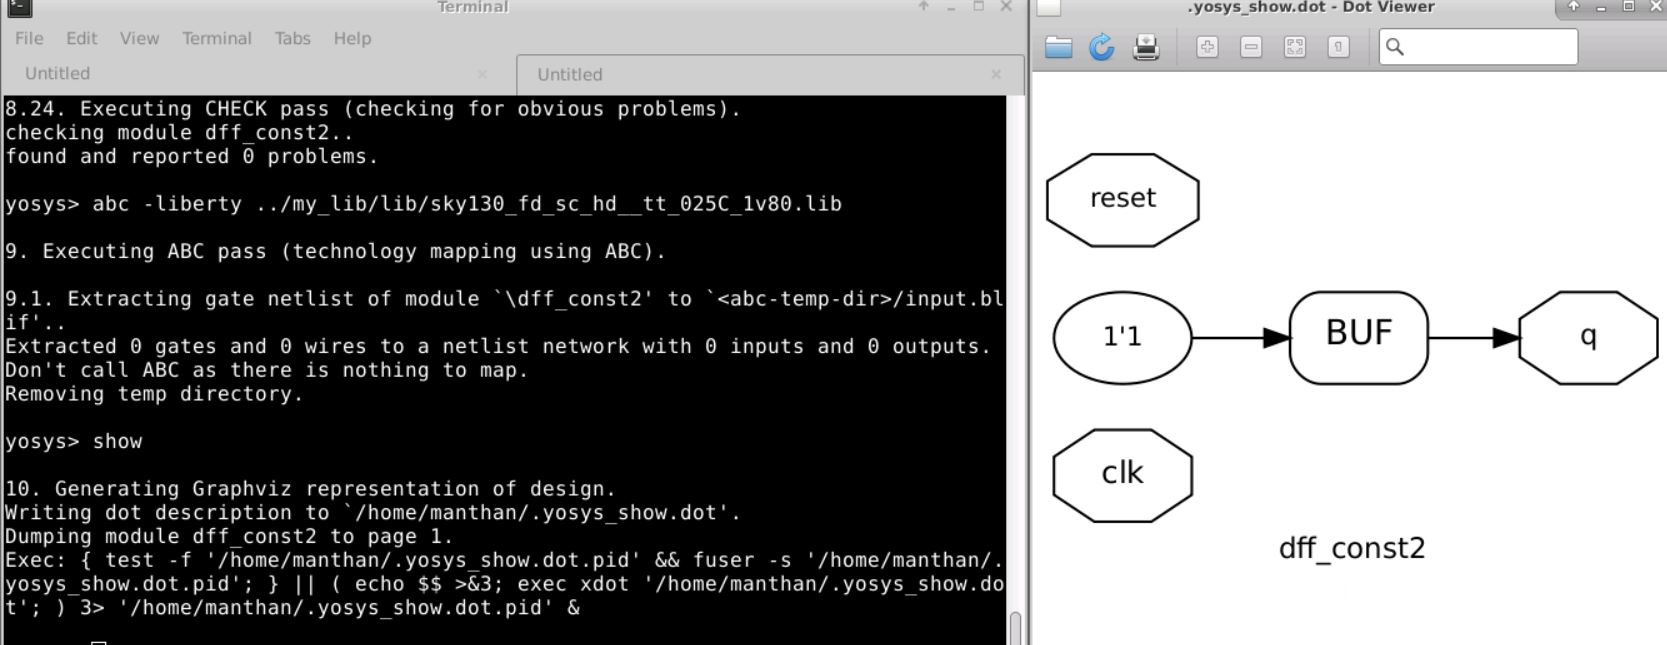 Terminal
File Edit View Terminal Tabs Help
Untitled
Untitled
8.24. Executing CHECK pass (checking for obvious problems).
checking module dff_const2..
found and reported 0 problems.
yosys> abc -liberty ../my_lib/lib/sky130_fd_sc_hd__tt_025C_1v80.lib
9. Executing ABC pass (technology mapping using ABC).
9.1. Extracting gate netlist of module `\dff_const2' to `<abc-temp-dir>/input.bl
if'..
Extracted 0 gates and 0 wires to a netlist network with 0 inputs and 0 outputs.
Don't call ABC as there is nothing to map.
Removing temp directory.
yosys> show
10. Generating Graphviz representation of design.
Writing dot description to `/home/manthan/.yosys_show.dot'.
Dumping module dff_const2 to page 1.
Exec: { test -f '/home/manthan/.yosys_show.dot.pid' && fuser -s '/home/manthan/.
yosys_show.dot.pid'; } || ( echo $$ >&3; exec xdot '/home/manthan/.yosys_show.do
t'; ) 3> '/home/manthan/.yosys_show.dot.pid' &
.yosys_show.dot - Dot Viewer
reset
1'1
BUF
q
clk
dff_const2